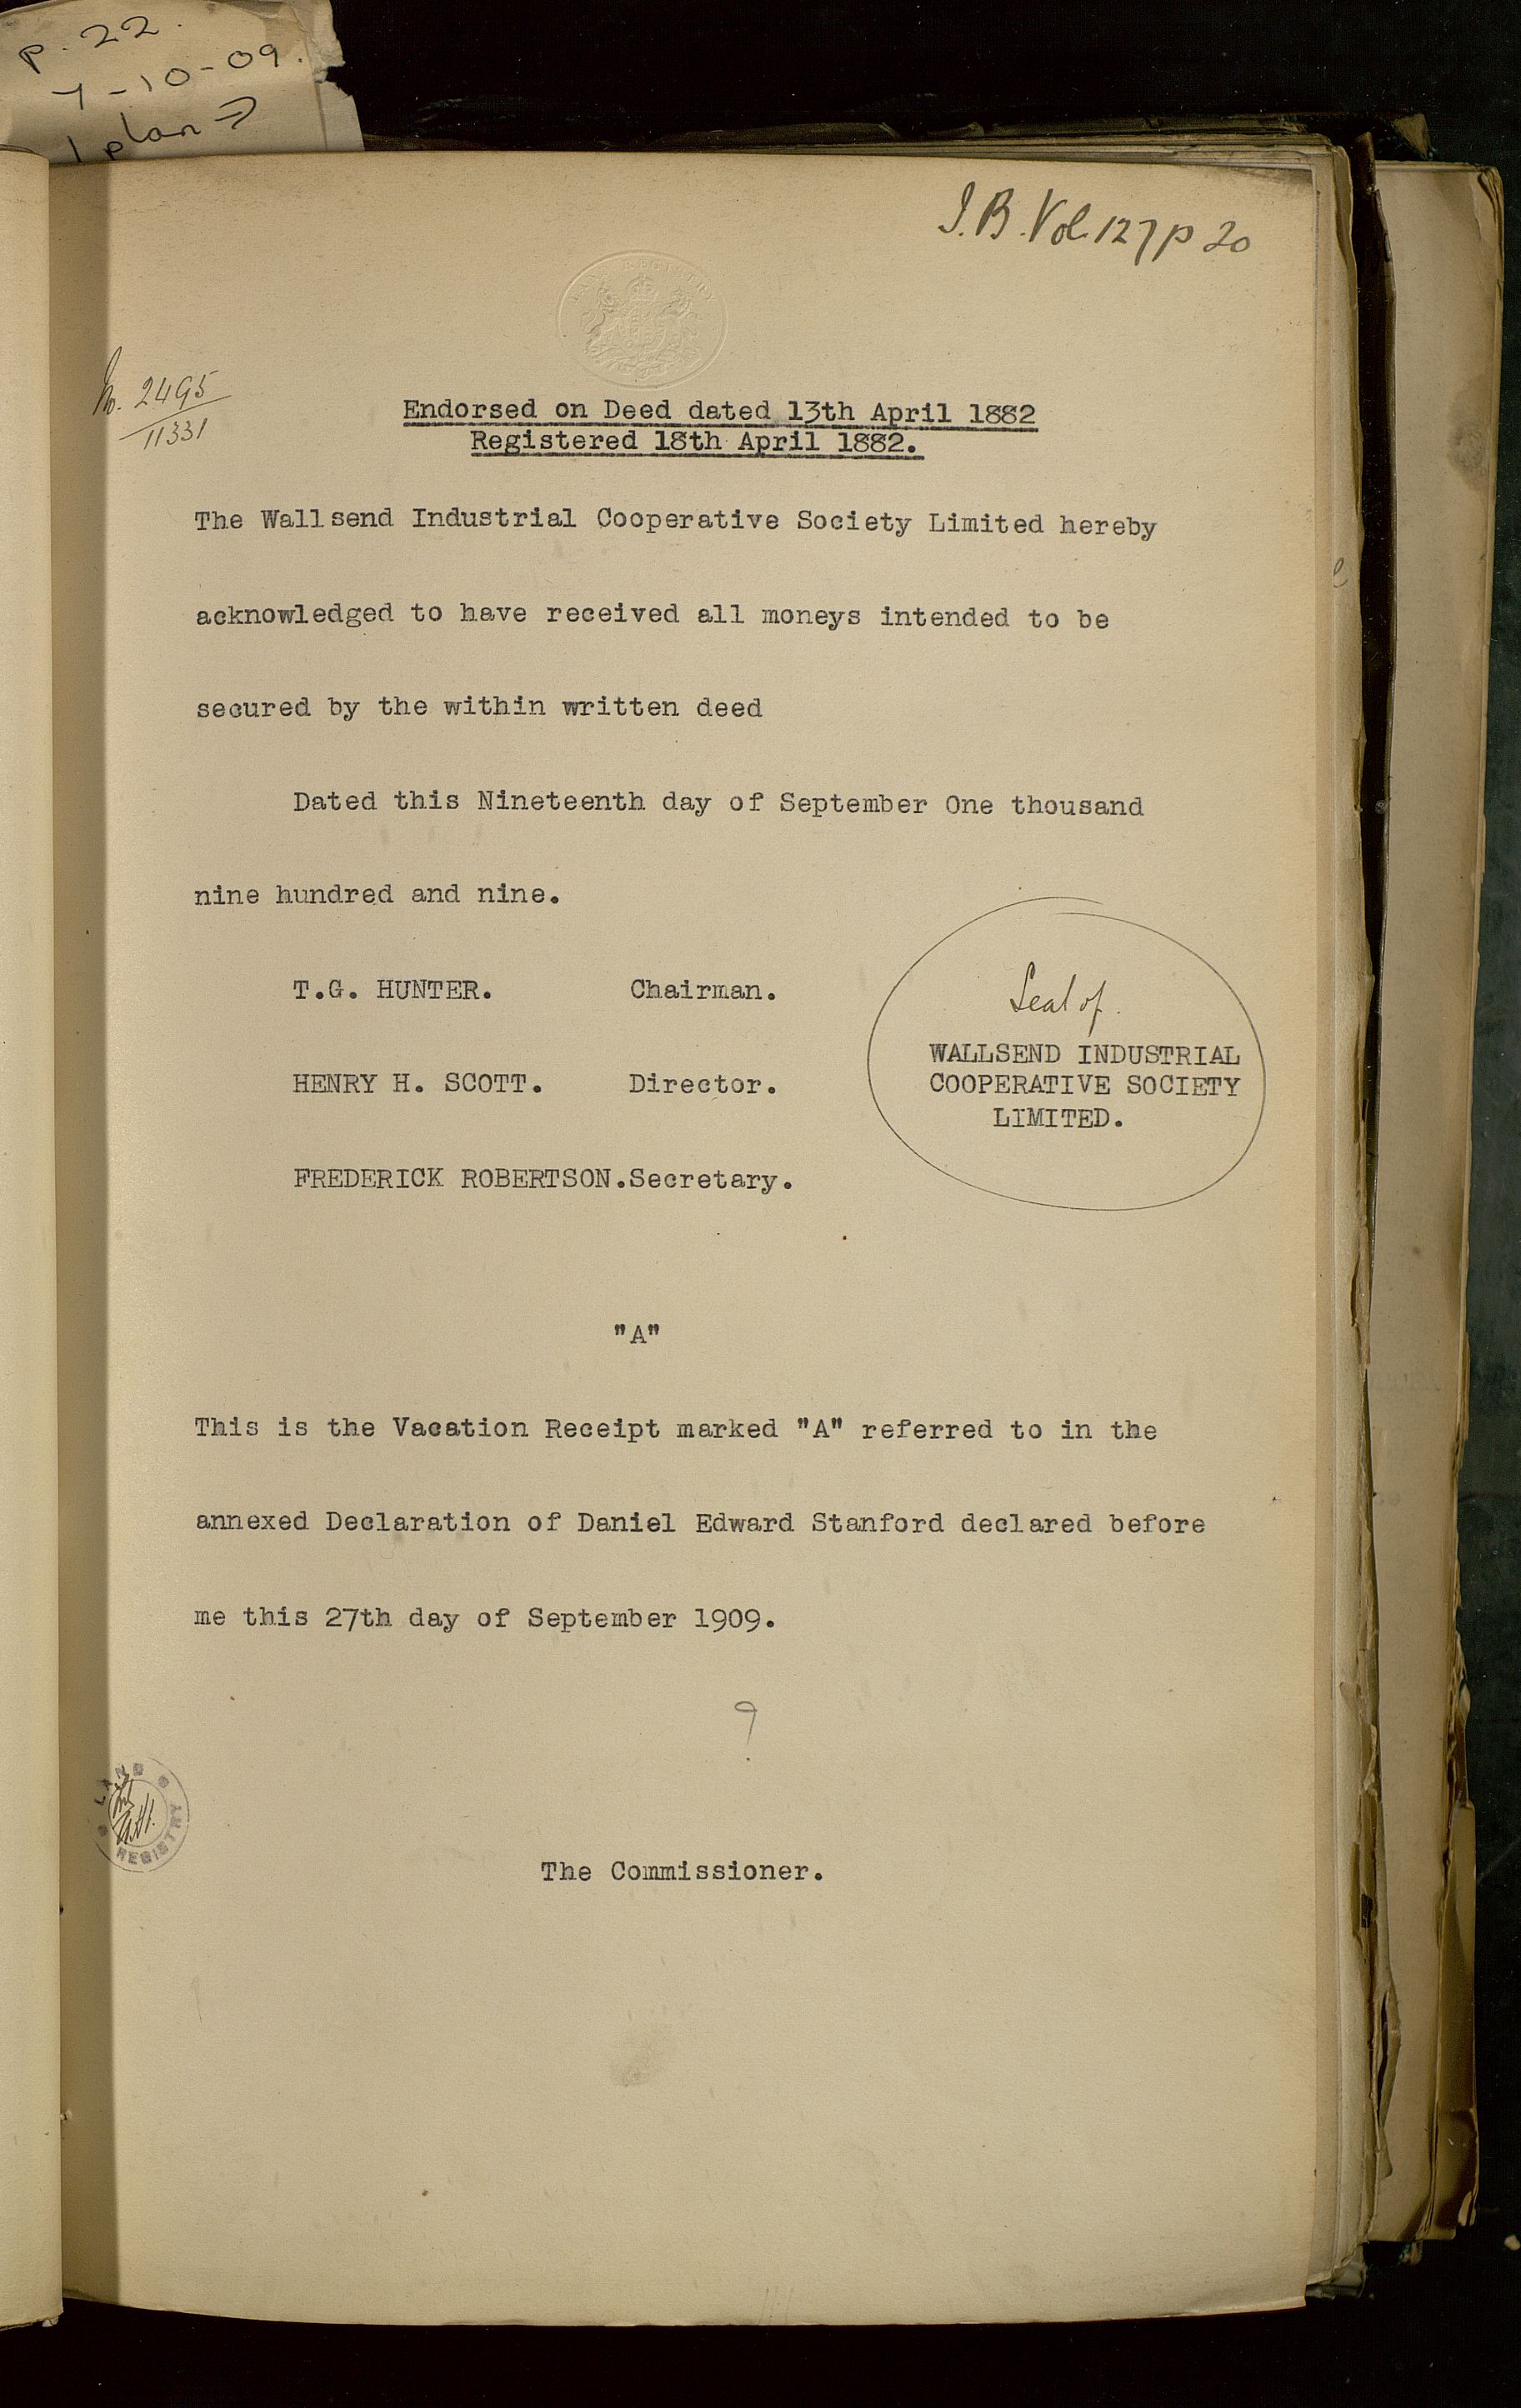 p. 22.
7-10-09.
1 plan ⇒
I.B. Vol. 127 p 20
LAND REGISTRY
No. 2495
11331
Endorsed on Deed dated 13th April 1882
Registered 18th April 1882.
The Wallsend Industrial Cooperative Society Limited hereby
acknowledged to have received all moneys intended to be
secured by the within written deed
Dated this Nineteenth day of September One thousand
nine hundred and nine.
T.G. HUNTER. Chairman.
HENRY H. SCOTT. Director.
FREDERICK ROBERTSON. Secretary.
Seal of
WALLSEND INDUSTRIAL
COOPERATIVE SOCIETY
LIMITED.
"A"
This is the Vacation Receipt marked "A" referred to in the
annexed Declaration of Daniel Edward Stanford declared before
me this 27th day of September 1909.
9
LAND REGISTRY
The Commissioner.